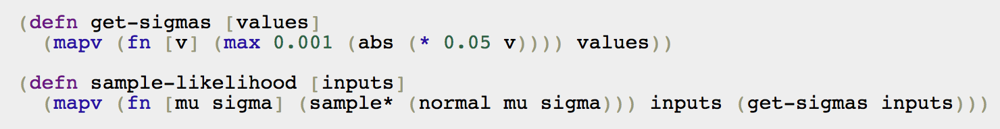 (defn get-sigmas [values]
(mapv (fn [v] (max 0.001 (abs (* 0.05 v)))) values))
(defn sample-likelihood [inputs]
(mapv (fn [mu sigma] (sample* (normal mu sigma))) inputs (get-sigmas inputs)))